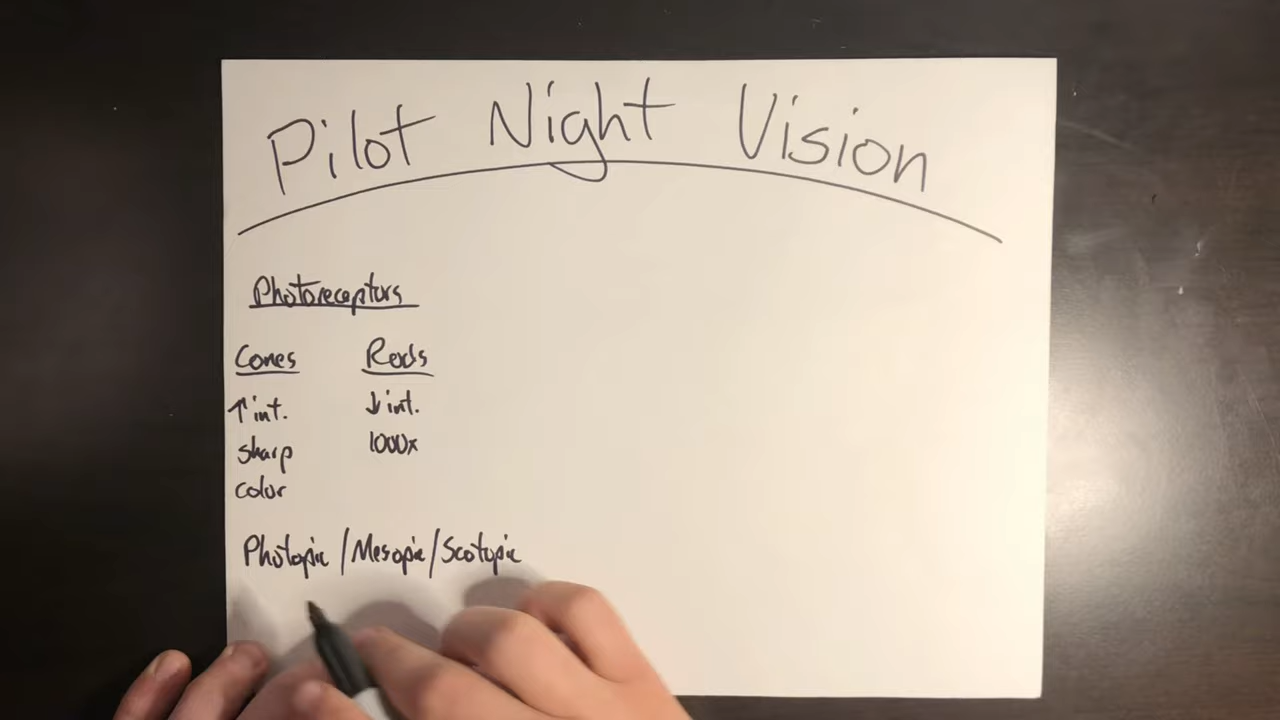 Pilot Night Vision
Photoreceptors
Cones
↑ int.
sharp
color
Rods
↓ int.
1000x
Photopic / Mesopic / Scotopic